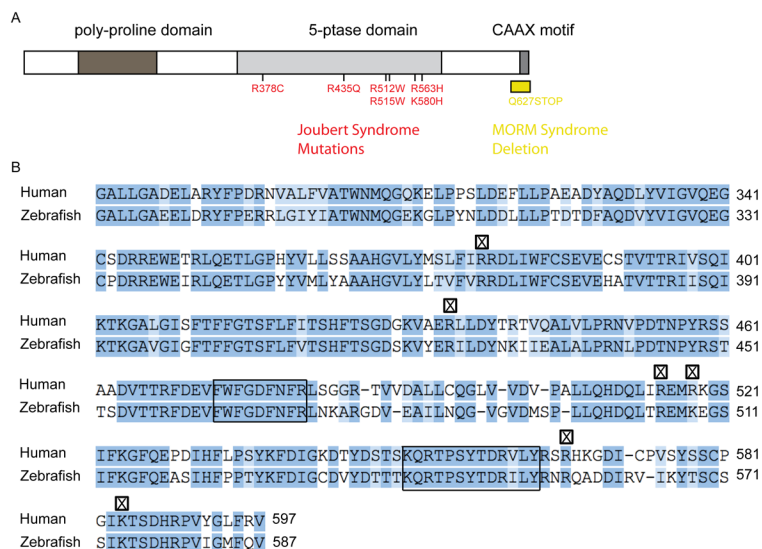 A
poly-proline domain 5-ptase domain CAAX motif
R378C R435Q R512W R563H Q627STOP
R515W K580H
Joubert Syndrome MORM Syndrome
Mutations Deletion
B
Human GALLGADELARYFPDRNVALFVATWNMQGQKELPPSLDEFLLPAEADYAQDLYVIGVQEG 341
Zebrafish GALLGAEELDRYFPERRLGIYIATWNMQGEKGLPYNLDDLLLPTDTDFAQDVYVIGVQEG 331
Human CSDRREWETRLQETLGPHYVLLSSAAHGVLYMSLFIRRDLIWFCSEVECSTVTTRIVSQI 401
Zebrafish CPDRREWEIRLQETLGPYYVMLYAAAHGVLYLTVFVRRDLIWFCSEVEHATVTTRIISQI 391
Human KTKGALGISFTFFGTSFLFITSHFTSGDGKVAERLLDYTRTVQALVLPRNVPDTNPYRSS 461
Zebrafish KTKGAVGIGFTFFGTSFLFITSHFTSGDSKVYERILDYNKIIEALALPRNLPDTNPYRST 451
Human AADVTTRFDEVFWFGDFNFRLSGGR-TVVDALLCQGLV-VDV-PALLQHDQLIREMRKGS 521
Zebrafish TSDVTTRFDEVFWFGDFNFRLNKARGDV-EAILNQG-VGVDMSP-LLQHDQLTREMKEGS 511
Human IFKGFQEPDIHFLPSYKFDIGKDTYDSTSKQRTPSYTDRVLYRSRHKGDI-CPVSYSSCP 581
Zebrafish IFKGFQEASIHFPPTYKFDIGCDVYDTTTKQRTPSYTDRILYRNRQADDIRV-IKYTSCS 571
Human GIKTSDHRPVYGLFRV 597
Zebrafish SIKTSDHRPVIGMFQV 587